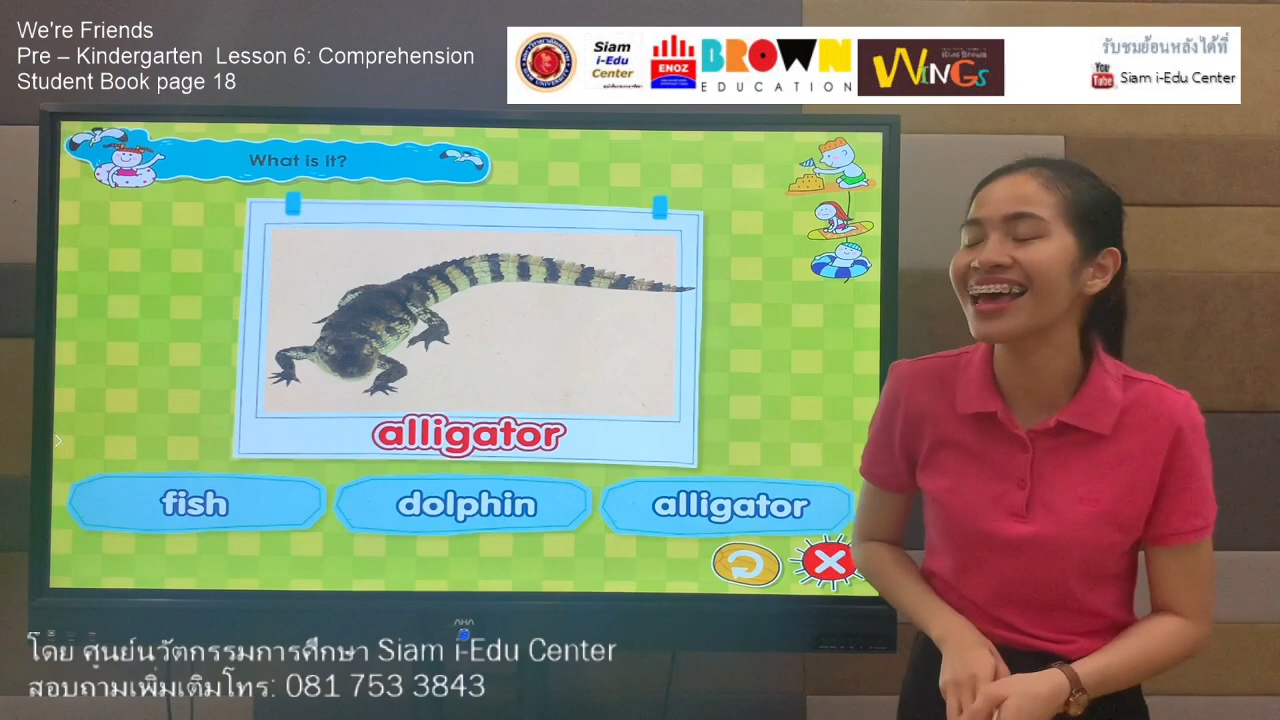 We're Friends
Pre – Kindergarten  Lesson 6: Comprehension
Student Book page 18
Siam
i-Edu
Center
ENOZ
BROWN
EDUCATION
WiNGs
รับชมย้อนหลังได้ที่
You
Tube
Siam i-Edu Center
What is it?
alligator
fish
dolphin
alligator
โดย ศูนย์นวัตกรรมการศึกษา Siam i-Edu Center
สอบถามเพิ่มเติมโทร: 081 753 3843